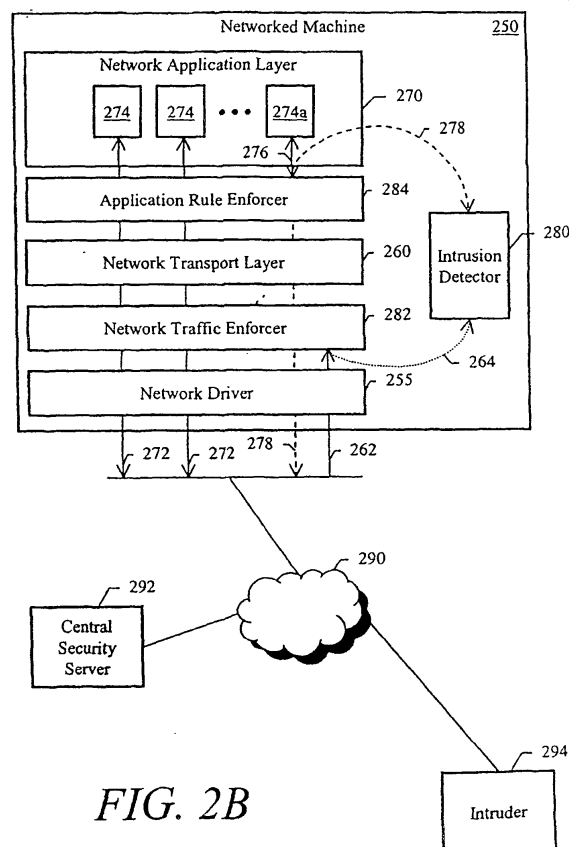 Networked Machine 250
Network Application Layer
274 274 ••• 274a
270
276
278
Application Rule Enforcer
284
Network Transport Layer
260
Intrusion
Detector
280
Network Traffic Enforcer
282
264
Network Driver
255
272 272 278 262
290
292
Central
Security
Server
294
Intruder
FIG. 2B